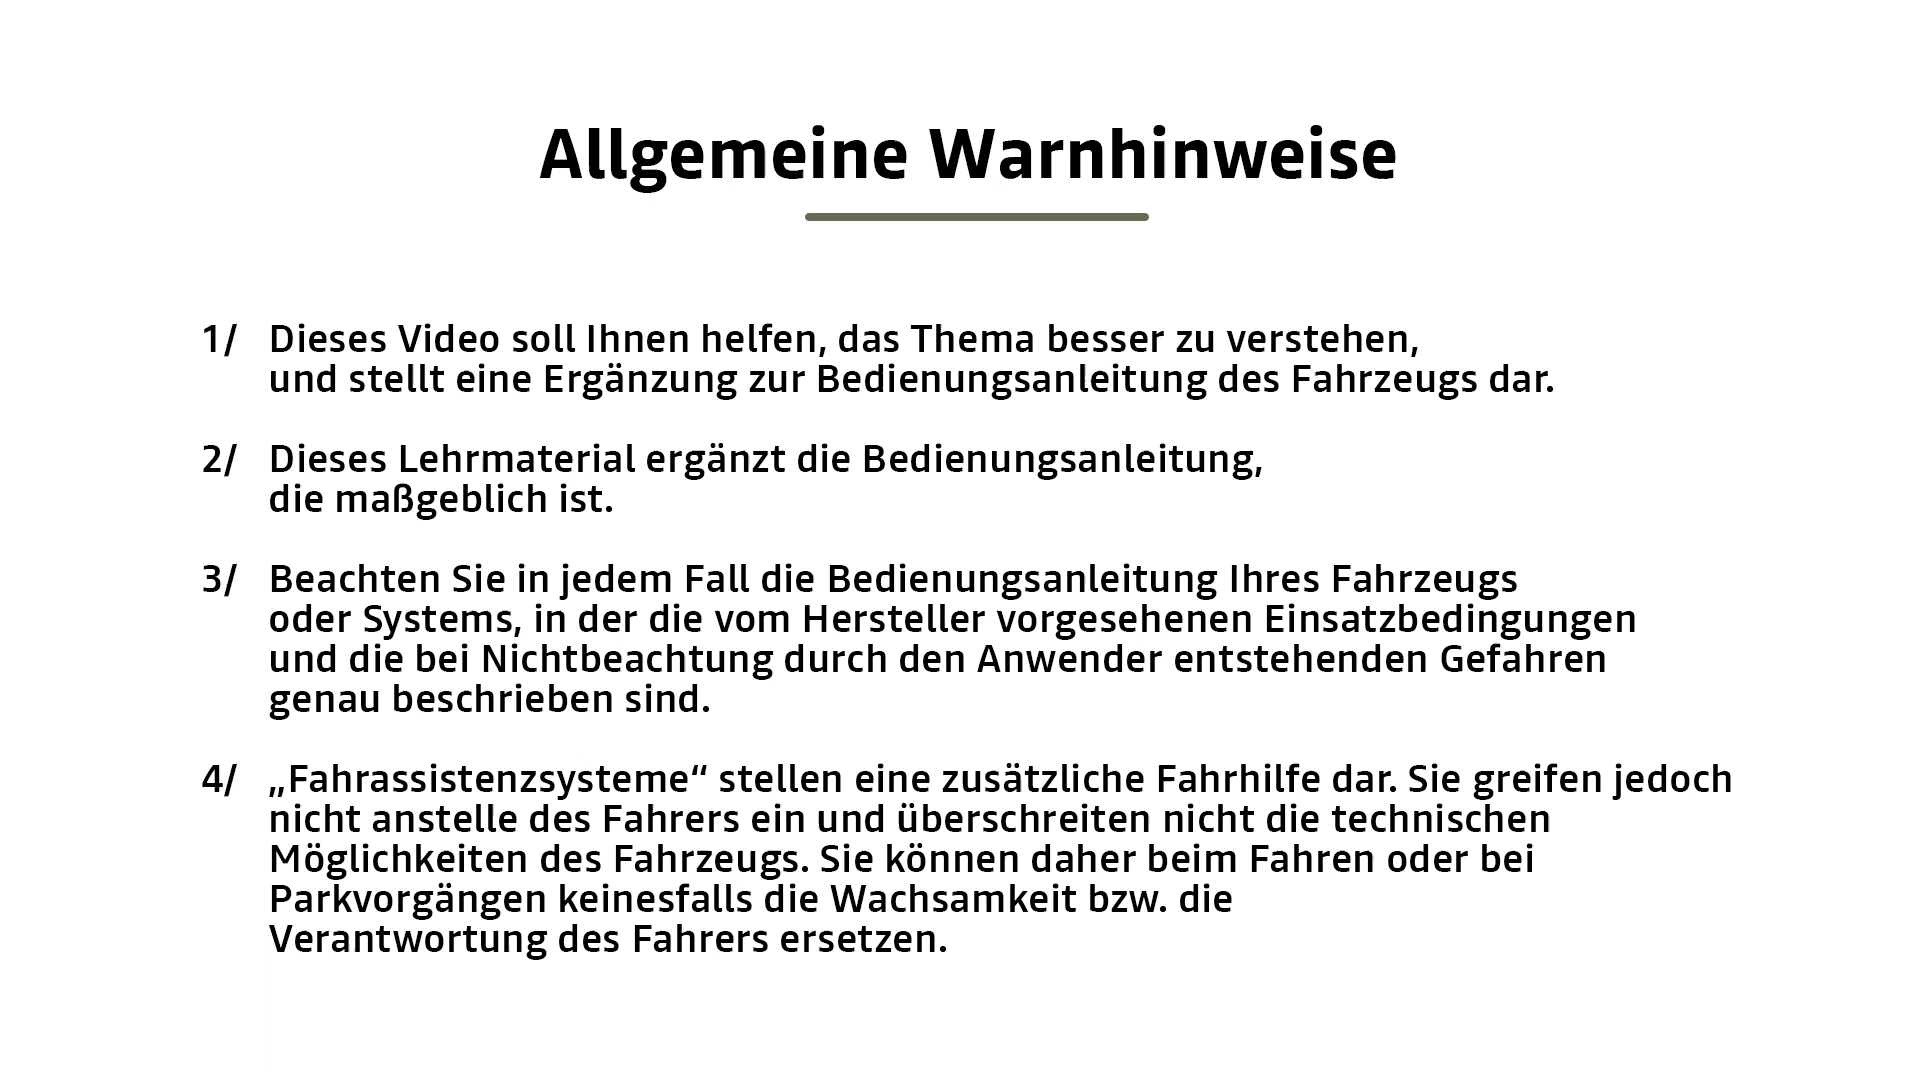 Allgemeine Warnhinweise
1/ Dieses Video soll Ihnen helfen, das Thema besser zu verstehen,
und stellt eine Ergänzung zur Bedienungsanleitung des Fahrzeugs dar.
2/ Dieses Lehrmaterial ergänzt die Bedienungsanleitung,
die maßgeblich ist.
3/ Beachten Sie in jedem Fall die Bedienungsanleitung Ihres Fahrzeugs
oder Systems, in der die vom Hersteller vorgesehenen Einsatzbedingungen
und die bei Nichtbeachtung durch den Anwender entstehenden Gefahren
genau beschrieben sind.
4/ „Fahrassistenzsysteme“ stellen eine zusätzliche Fahrhilfe dar. Sie greifen jedoch
nicht anstelle des Fahrers ein und überschreiten nicht die technischen
Möglichkeiten des Fahrzeugs. Sie können daher beim Fahren oder bei
Parkvorgängen keinesfalls die Wachsamkeit bzw. die
Verantwortung des Fahrers ersetzen.